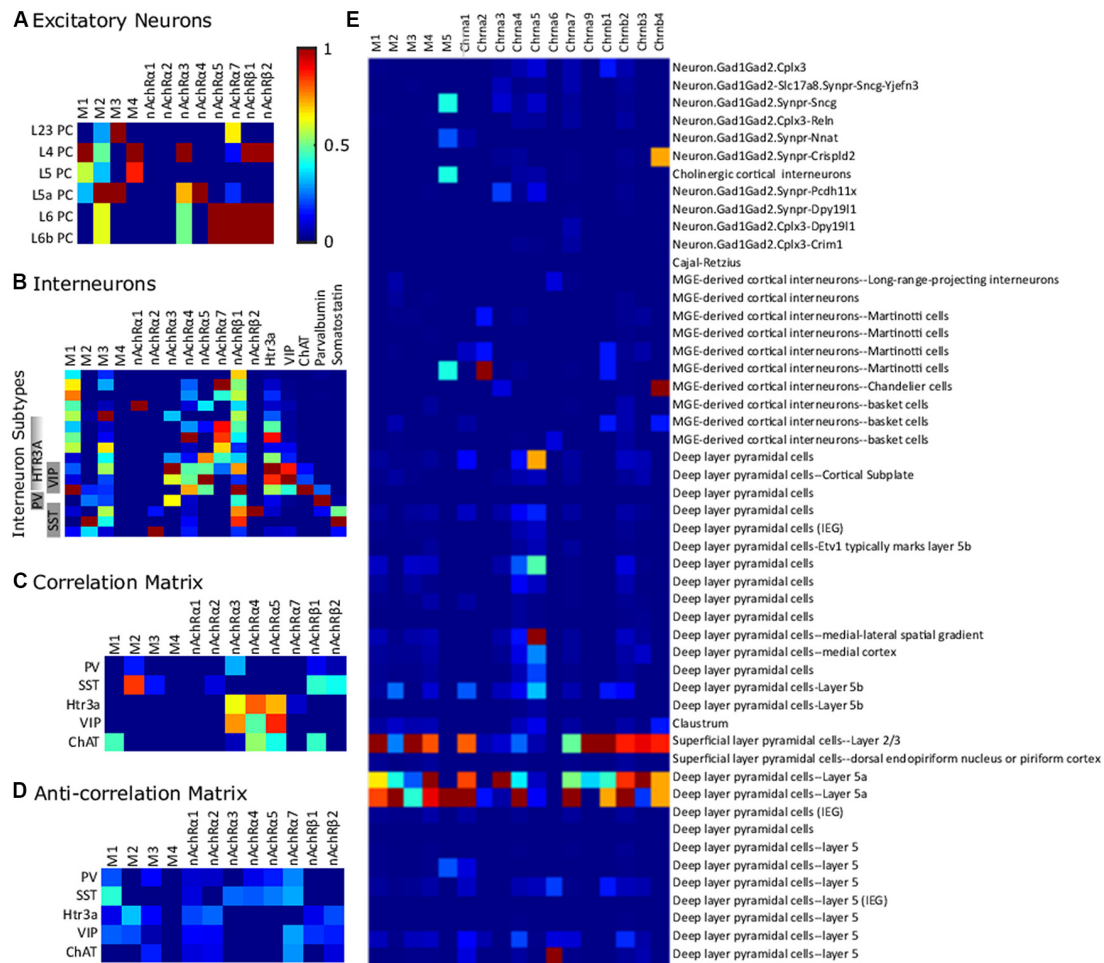 A Excitatory Neurons
M1
M2
M3
M4
nAchRα1
nAchRα2
nAchRα3
nAchRα4
nAchRα5
nAchRα7
nAchRβ1
nAchRβ2
L23 PC
L4 PC
L5 PC
L5a PC
L6 PC
L6b PC
1
0.5
0
B Interneurons
M1
M2
M3
M4
nAchRα1
nAchRα2
nAchRα3
nAchRα4
nAchRα5
nAchRα7
nAchRβ1
nAchRβ2
Htr3a
VIP
ChAT
Parvalbumin
Somatostatin
Interneuron Subtypes
HTR3A
VIP
PV
SST
C Correlation Matrix
M1
M2
M3
M4
nAchRα1
nAchRα2
nAchRα3
nAchRα4
nAchRα5
nAchRα7
nAchRβ1
nAchRβ2
PV
SST
Htr3a
VIP
ChAT
D Anti-correlation Matrix
M1
M2
M3
M4
nAchRα1
nAchRα2
nAchRα3
nAchRα4
nAchRα5
nAchRα7
nAchRβ1
nAchRβ2
PV
SST
Htr3a
VIP
ChAT
E
M1
M2
M3
M4
M5
Chrna1
Chrna2
Chrna3
Chrna4
Chrna5
Chrna6
Chrna7
Chrna9
Chrnb1
Chrnb2
Chrnb3
Chrnb4
Neuron.Gad1Gad2.Cplx3
Neuron.Gad1Gad2-Slc17a8.Synpr-Sncg-Yjefn3
Neuron.Gad1Gad2.Synpr-Sncg
Neuron.Gad1Gad2.Cplx3-Reln
Neuron.Gad1Gad2.Synpr-Nnat
Neuron.Gad1Gad2.Synpr-Crispld2
Cholinergic cortical interneurons
Neuron.Gad1Gad2.Synpr-Pcdh11x
Neuron.Gad1Gad2.Synpr-Dpy19l1
Neuron.Gad1Gad2.Cplx3-Dpy19l1
Neuron.Gad1Gad2.Cplx3-Crim1
Cajal-Retzius
MGE-derived cortical interneurons--Long-range-projecting interneurons
MGE-derived cortical interneurons
MGE-derived cortical interneurons--Martinotti cells
MGE-derived cortical interneurons--Martinotti cells
MGE-derived cortical interneurons--Martinotti cells
MGE-derived cortical interneurons--Martinotti cells
MGE-derived cortical interneurons--Chandelier cells
MGE-derived cortical interneurons--basket cells
MGE-derived cortical interneurons--basket cells
MGE-derived cortical interneurons--basket cells
Deep layer pyramidal cells
Deep layer pyramidal cells--Cortical Subplate
Deep layer pyramidal cells
Deep layer pyramidal cells
Deep layer pyramidal cells (IEG)
Deep layer pyramidal cells-Etv1 typically marks layer 5b
Deep layer pyramidal cells
Deep layer pyramidal cells
Deep layer pyramidal cells
Deep layer pyramidal cells
Deep layer pyramidal cells--medial-lateral spatial gradient
Deep layer pyramidal cells--medial cortex
Deep layer pyramidal cells
Deep layer pyramidal cells-Layer 5b
Deep layer pyramidal cells-Layer 5b
Claustrum
Superficial layer pyramidal cells--Layer 2/3
Superficial layer pyramidal cells--dorsal endopiriform nucleus or piriform cortex
Deep layer pyramidal cells--Layer 5a
Deep layer pyramidal cells--Layer 5a
Deep layer pyramidal cells (IEG)
Deep layer pyramidal cells
Deep layer pyramidal cells--layer 5
Deep layer pyramidal cells--layer 5
Deep layer pyramidal cells--layer 5
Deep layer pyramidal cells--layer 5 (IEG)
Deep layer pyramidal cells--layer 5
Deep layer pyramidal cells--layer 5
Deep layer pyramidal cells--layer 5